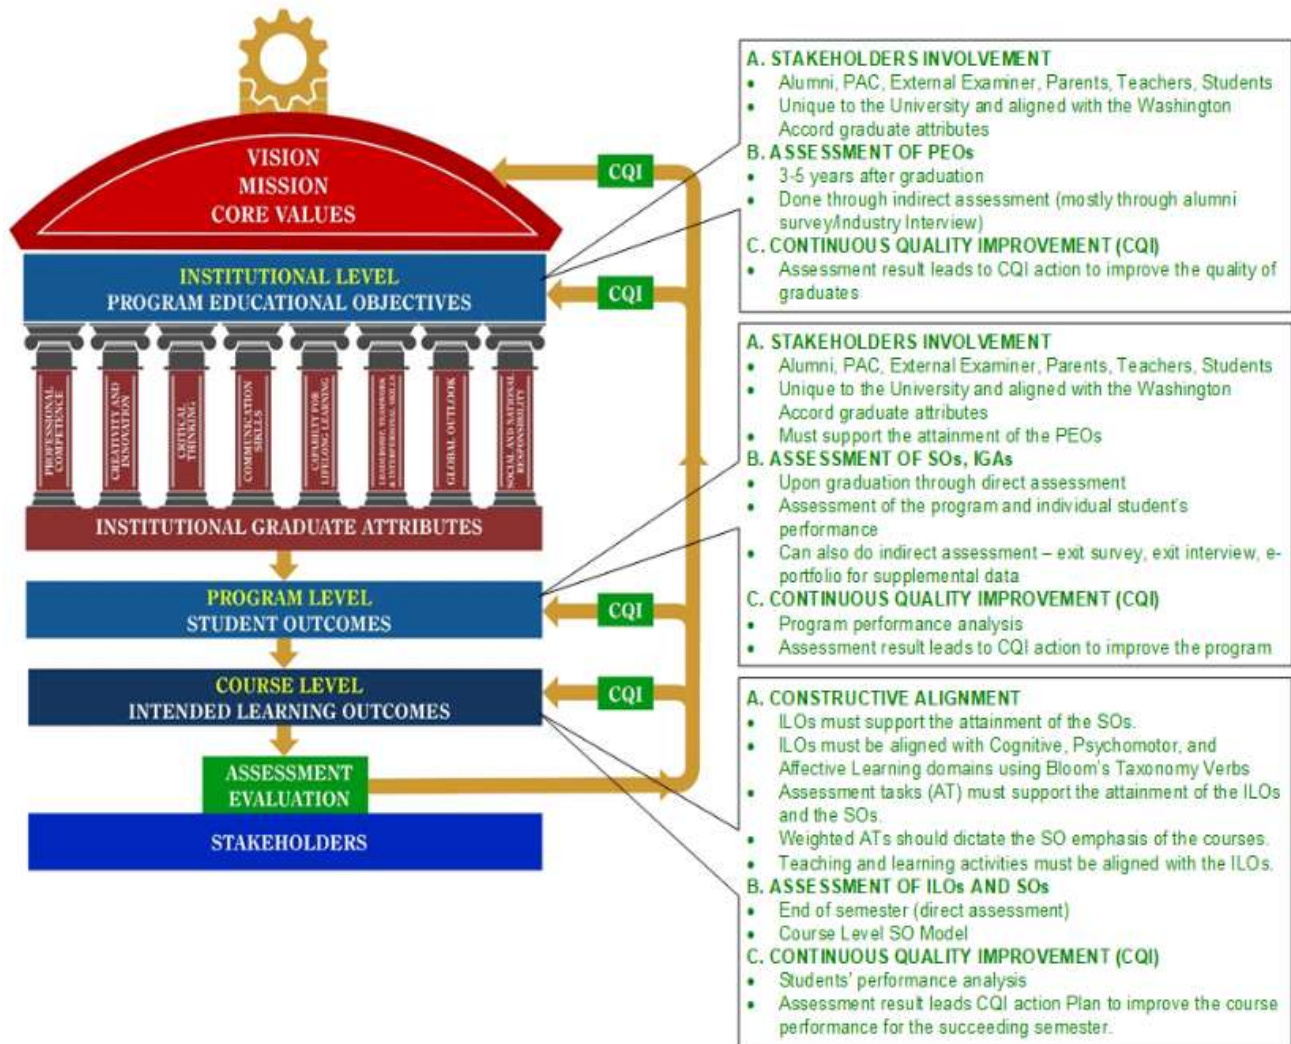 VISION
MISSION
CORE VALUES
CQI
INSTITUTIONAL LEVEL
PROGRAM EDUCATIONAL OBJECTIVES
CQI
PROFESSIONAL
COMPETENCE
CREATIVITY AND
INNOVATION
CRITICAL
THINKING
COMMUNICATION
SIKLLS
CAPABILITY FOR
LIFELONG LEARNING
LEADERSHIP, TEAMWORK
& INTERPERSONAL SKILLS
GLOBAL OUTLOOK
SOCIAL AND NATIONAL
RESPONSIBILITY
INSTITUTIONAL GRADUATE ATTRIBUTES
PROGRAM LEVEL
STUDENT OUTCOMES
CQI
COURSE LEVEL
INTENDED LEARNING OUTCOMES
CQI
ASSESSMENT
EVALUATION
STAKEHOLDERS
A. STAKEHOLDERS INVOLVEMENT
• Alumni, PAC, External Examiner, Parents, Teachers, Students
• Unique to the University and aligned with the Washington
Accord graduate attributes
B. ASSESSMENT OF PEOs
• 3-5 years after graduation
• Done through indirect assessment (mostly through alumni
survey/Industry Interview)
C. CONTINUOUS QUALITY IMPROVEMENT (CQI)
• Assessment result leads to CQI action to improve the quality of
graduates
A. STAKEHOLDERS INVOLVEMENT
• Alumni, PAC, External Examiner, Parents, Teachers, Students
• Unique to the University and aligned with the Washington
Accord graduate attributes
• Must support the attainment of the PEOs
B. ASSESSMENT OF SOs, IGAs
• Upon graduation through direct assessment
• Assessment of the program and individual student's
performance
• Can also do indirect assessment – exit survey, exit interview, e-
portfolio for supplemental data
C. CONTINUOUS QUALITY IMPROVEMENT (CQI)
• Program performance analysis
• Assessment result leads to CQI action to improve the program
A. CONSTRUCTIVE ALIGNMENT
• ILOs must support the attainment of the SOs.
• ILOs must be aligned with Cognitive, Psychomotor, and
Affective Learning domains using Bloom's Taxonomy Verbs
• Assessment tasks (AT) must support the attainment of the ILOs
and the SOs.
• Weighted ATs should dictate the SO emphasis of the courses.
• Teaching and learning activities must be aligned with the ILOs.
B. ASSESSMENT OF ILOs AND SOs
• End of semester (direct assessment)
• Course Level SO Model
C. CONTINUOUS QUALITY IMPROVEMENT (CQI)
• Students' performance analysis
• Assessment result leads CQI action Plan to improve the course
performance for the succeeding semester.